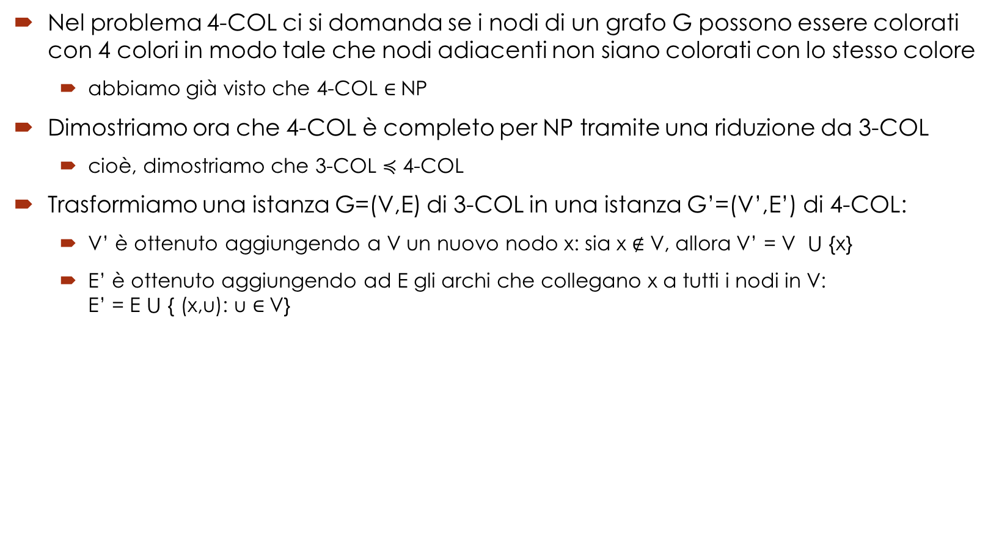 Nel problema 4-COL ci si domanda se i nodi di un grafo G possono essere colorati
con 4 colori in modo tale che nodi adiacenti non siano colorati con lo stesso colore
abbiamo già visto che 4-COL ∈ NP
Dimostriamo ora che 4-COL è completo per NP tramite una riduzione da 3-COL
cioè, dimostriamo che 3-COL ≼ 4-COL
Trasformiamo una istanza G=(V,E) di 3-COL in una istanza G’=(V’,E’) di 4-COL:
V’ è ottenuto aggiungendo a V un nuovo nodo x: sia x ∉ V, allora V’ = V U {x}
E’ è ottenuto aggiungendo ad E gli archi che collegano x a tutti i nodi in V:
E’ = E U { (x,u): u ∈ V}